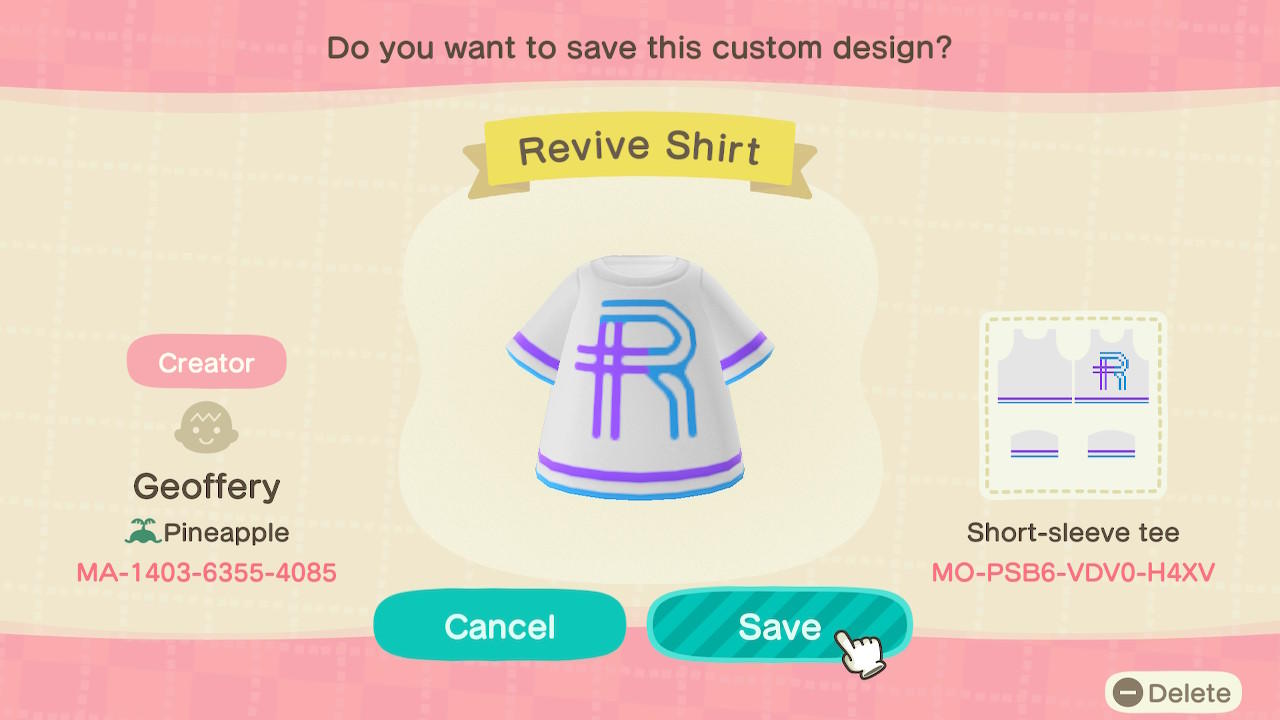 Do you want to save this custom design?
Revive Shirt
R
Creator
Geoffery
Pineapple
MA-1403-6355-4085
R
Short-sleeve tee
MO-PSB6-VDV0-H4XV
Cancel
Save
Delete